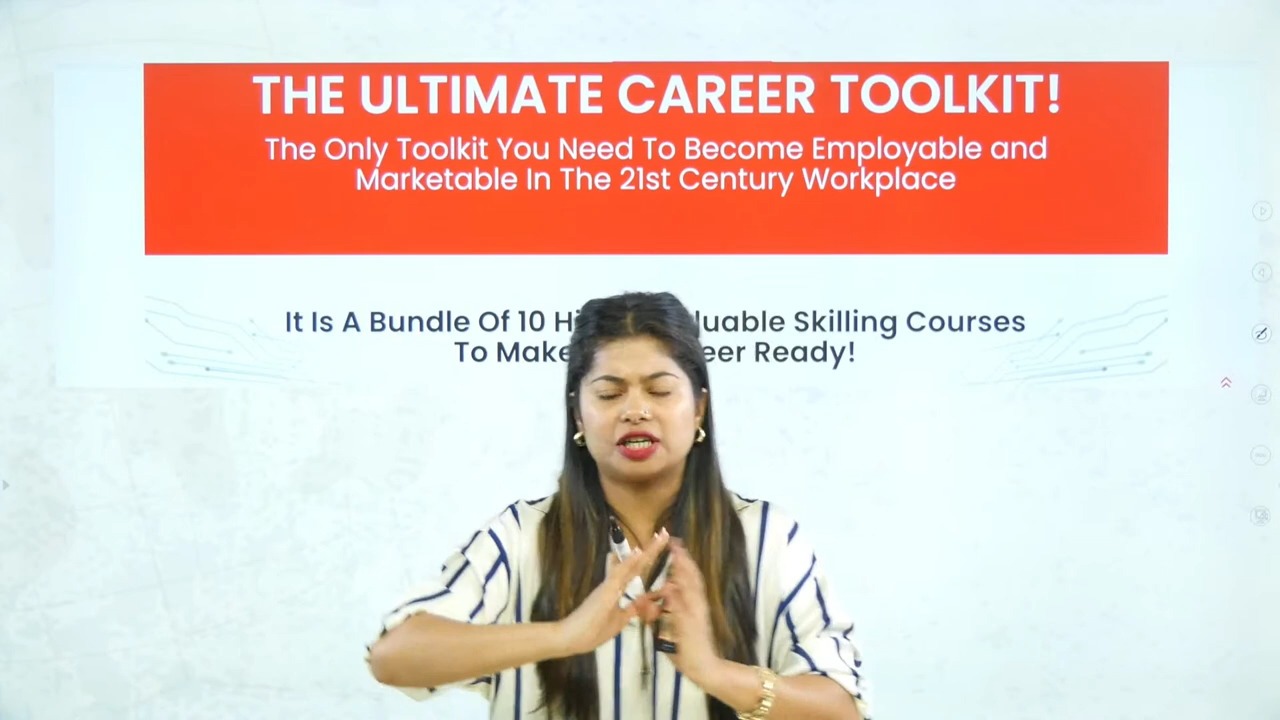 THE ULTIMATE CAREER TOOLKIT!
The Only Toolkit You Need To Become Employable and
Marketable In The 21st Century Workplace
It Is A Bundle Of 10 Skilling Courses
To Make Ready!